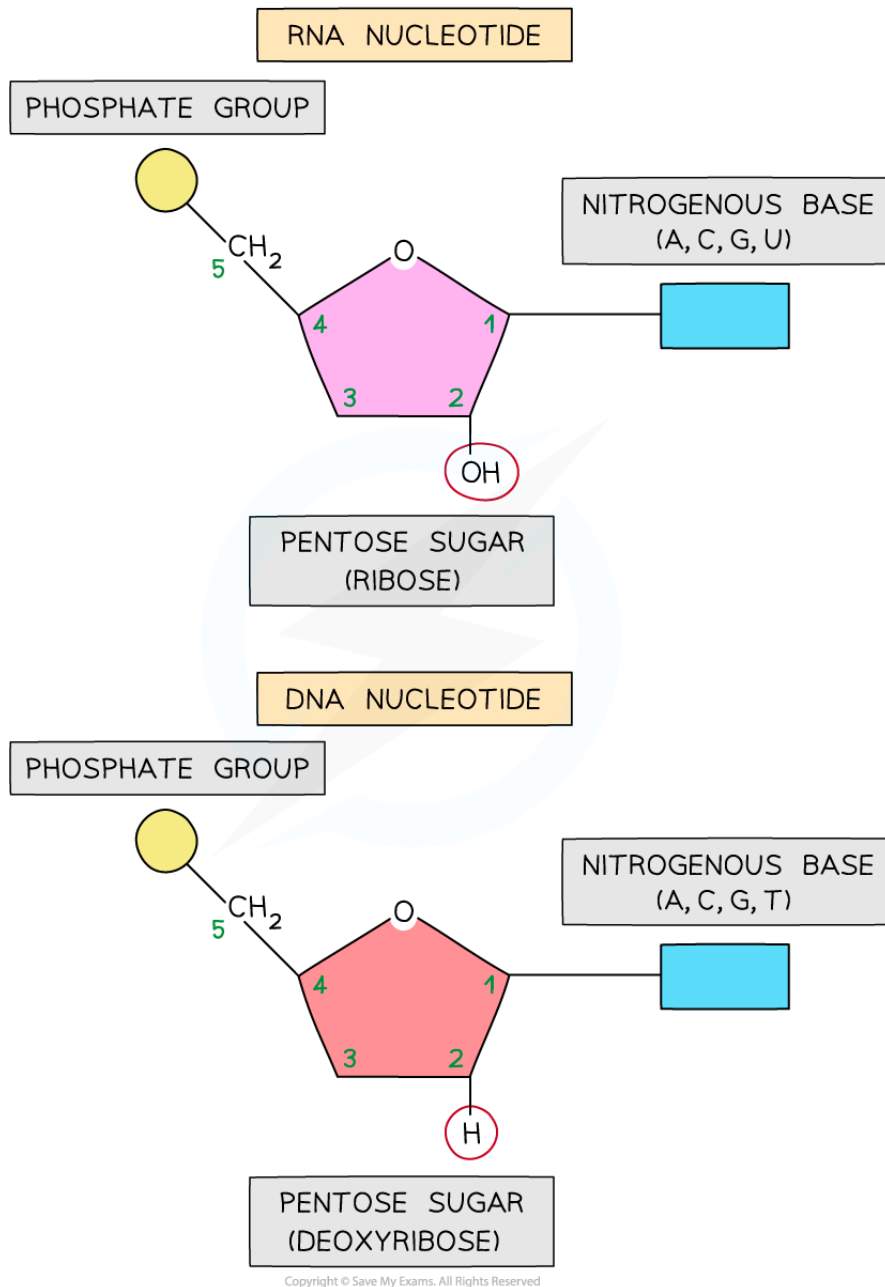 RNA NUCLEOTIDE
PHOSPHATE GROUP
NITROGENOUS BASE
(A, C, G, U)
O
CH₂
5
4
1
3
2
OH
PENTOSE SUGAR
(RIBOSE)
DNA NUCLEOTIDE
PHOSPHATE GROUP
NITROGENOUS BASE
(A, C, G, T)
O
CH₂
5
4
1
3
2
H
PENTOSE SUGAR
(DEOXYRIBOSE)
Copyright © Save My Exams. All Rights Reserved